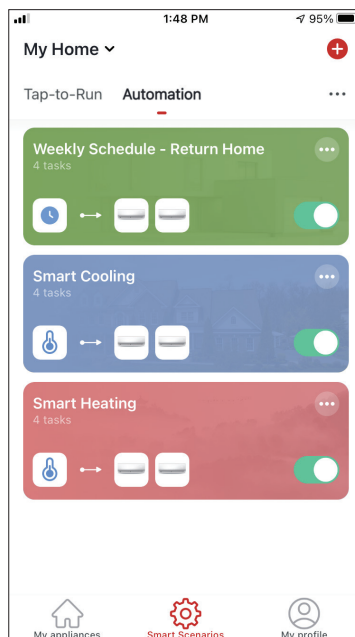 1:48 PM
95%
My Home
Tap-to-Run
Automation
Weekly Schedule - Return Home
4 tasks
Smart Cooling
4 tasks
Smart Heating
4 tasks
My appliances
Smart Scenarios
My profile